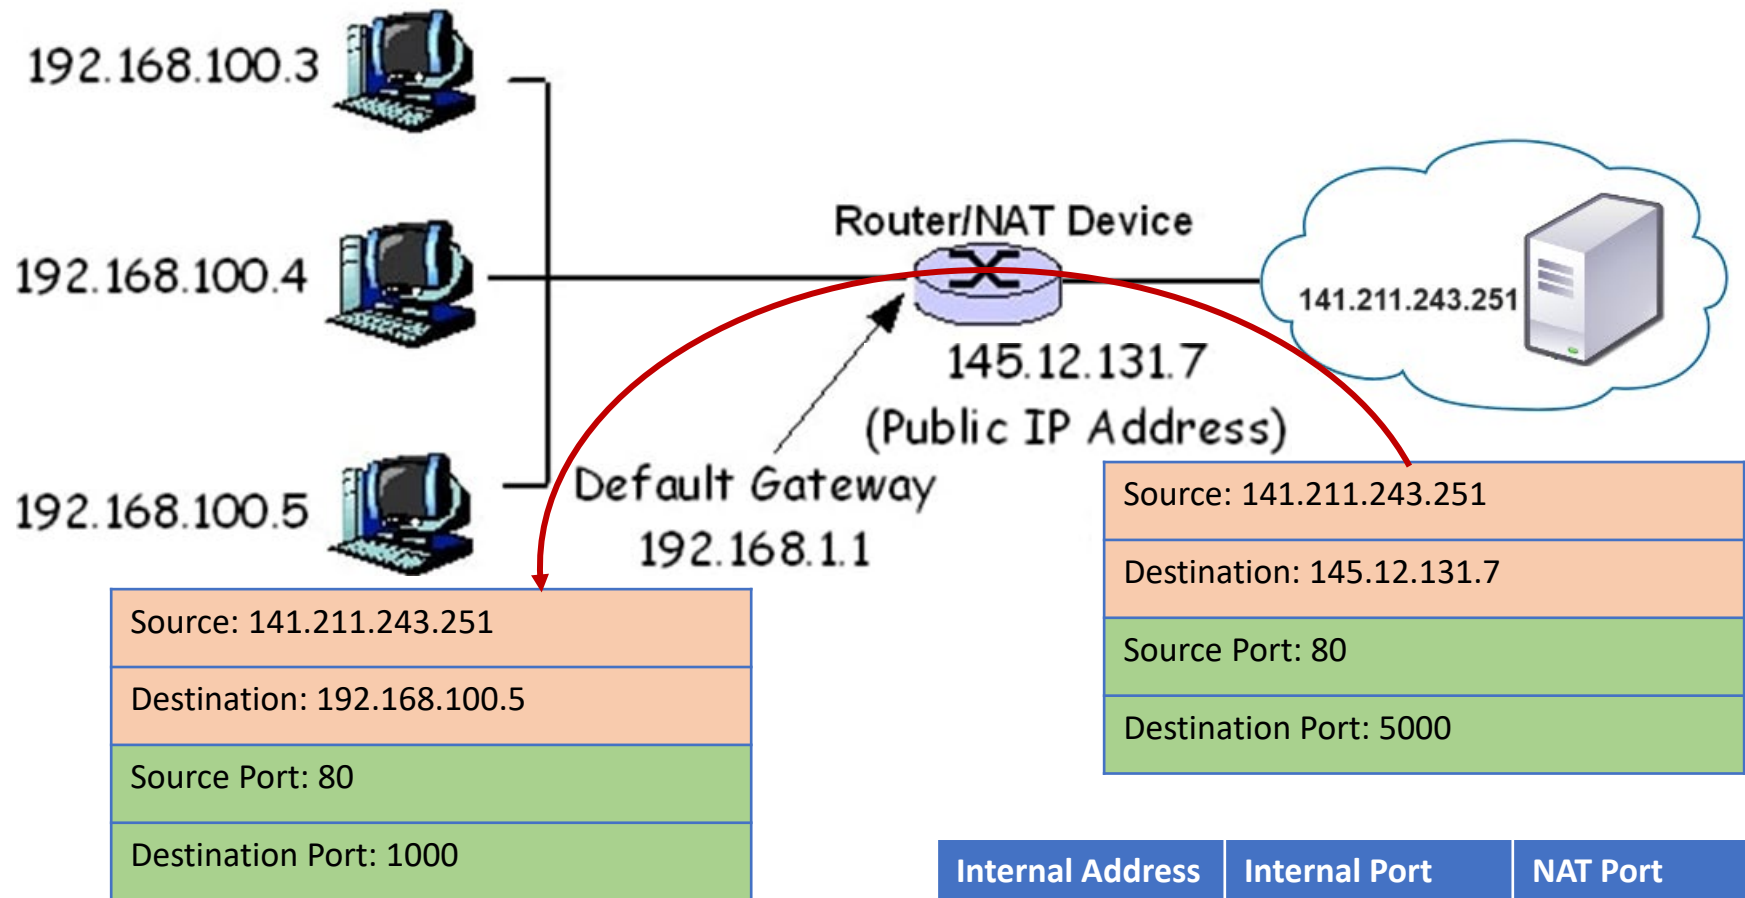 192.168.100.3
192.168.100.4
192.168.100.5
Router/NAT Device
145.12.131.7
(Public IP Address)
Default Gateway
192.168.1.1
141.211.243.251
Source: 141.211.243.251
Destination: 145.12.131.7
Source Port: 80
Destination Port: 5000
Source: 141.211.243.251
Destination: 192.168.100.5
Source Port: 80
Destination Port: 1000
Internal Address Internal Port NAT Port